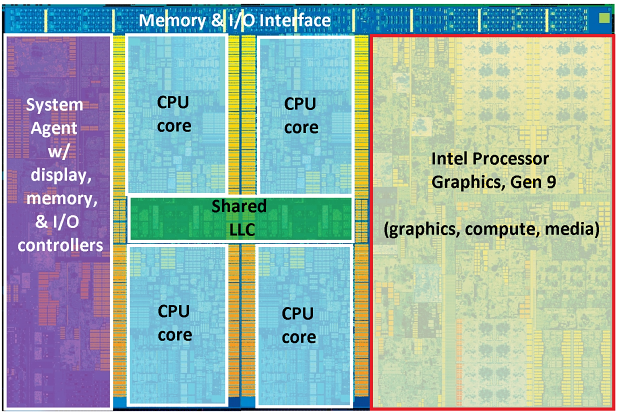 Memory & I/O Interface
System
Agent
w/
display,
memory,
& I/O
controllers
CPU
core
CPU
core
Shared
LLC
CPU
core
CPU
core
Intel Processor
Graphics, Gen 9
(graphics, compute, media)